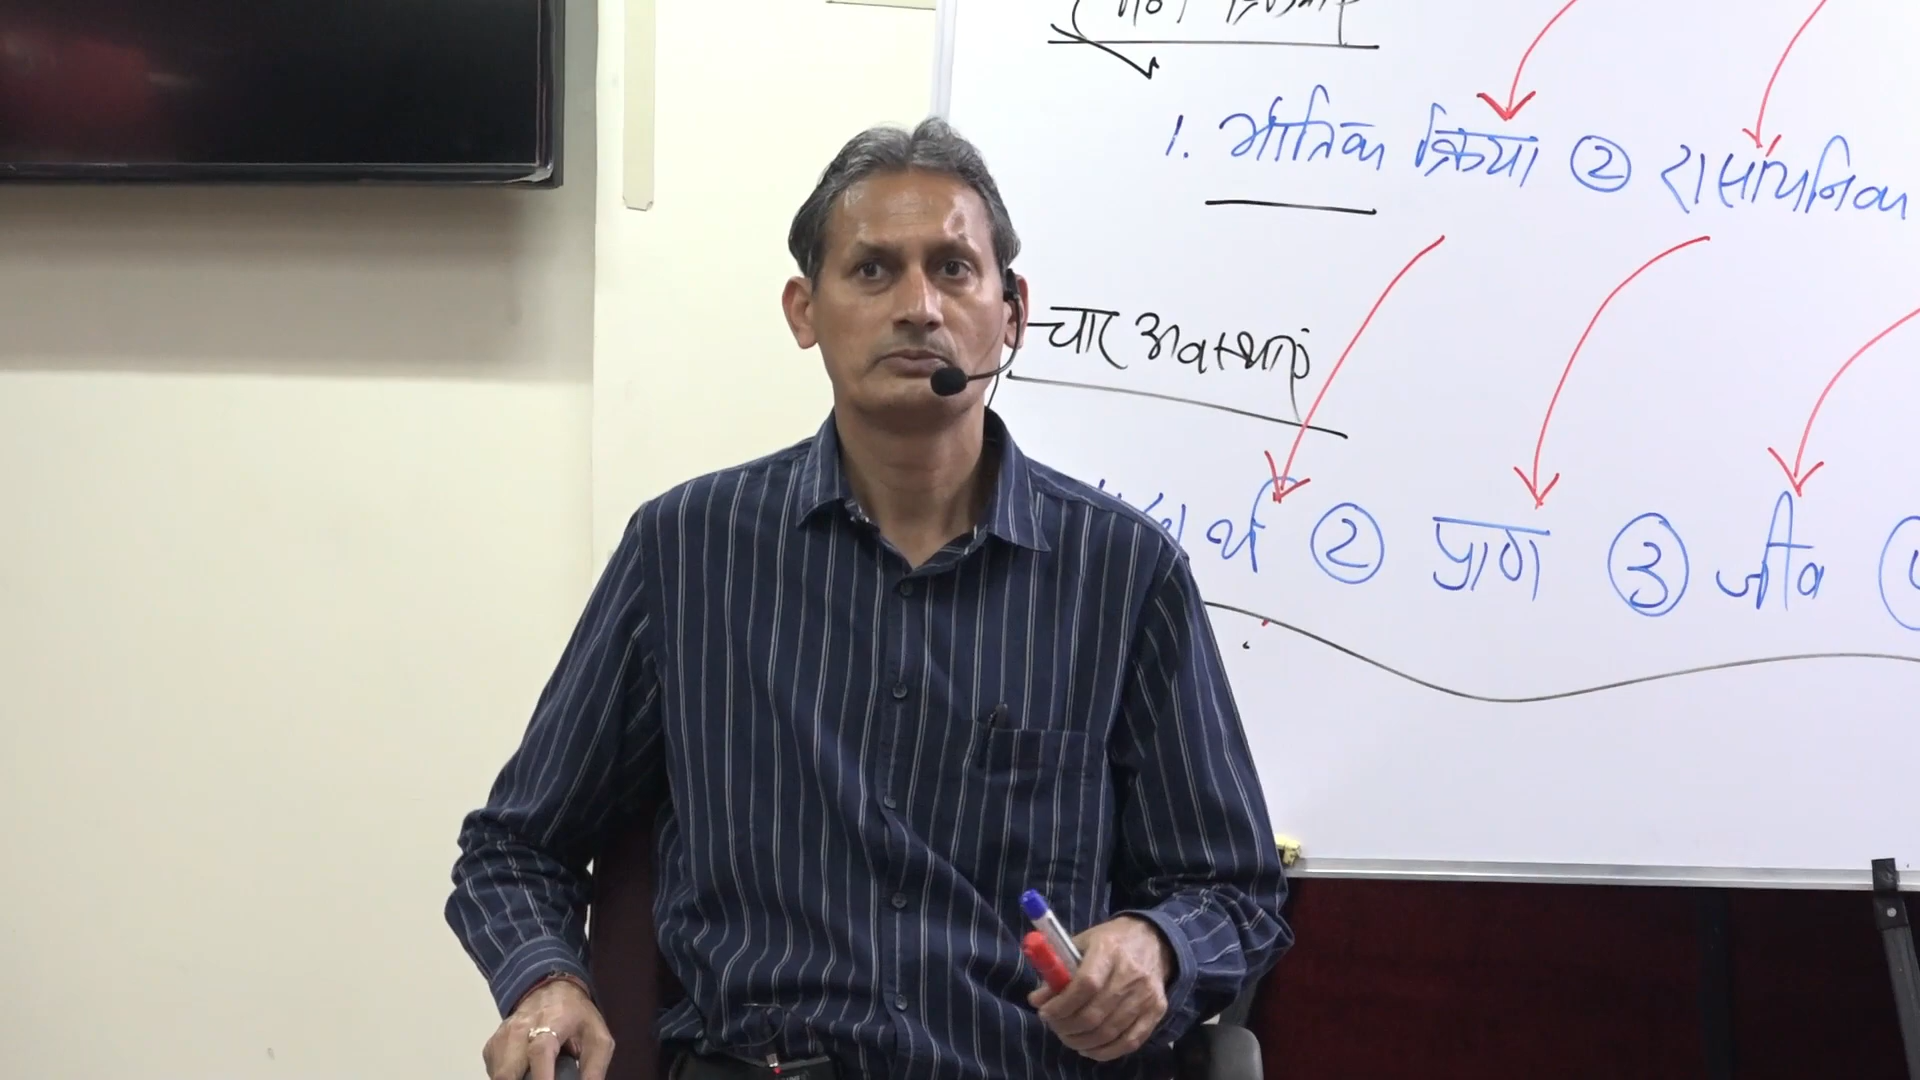 1. भौतिक क्रिया ② रासायनिक
चार अवस्थाएं
र्थ ② प्राण ③ जीव